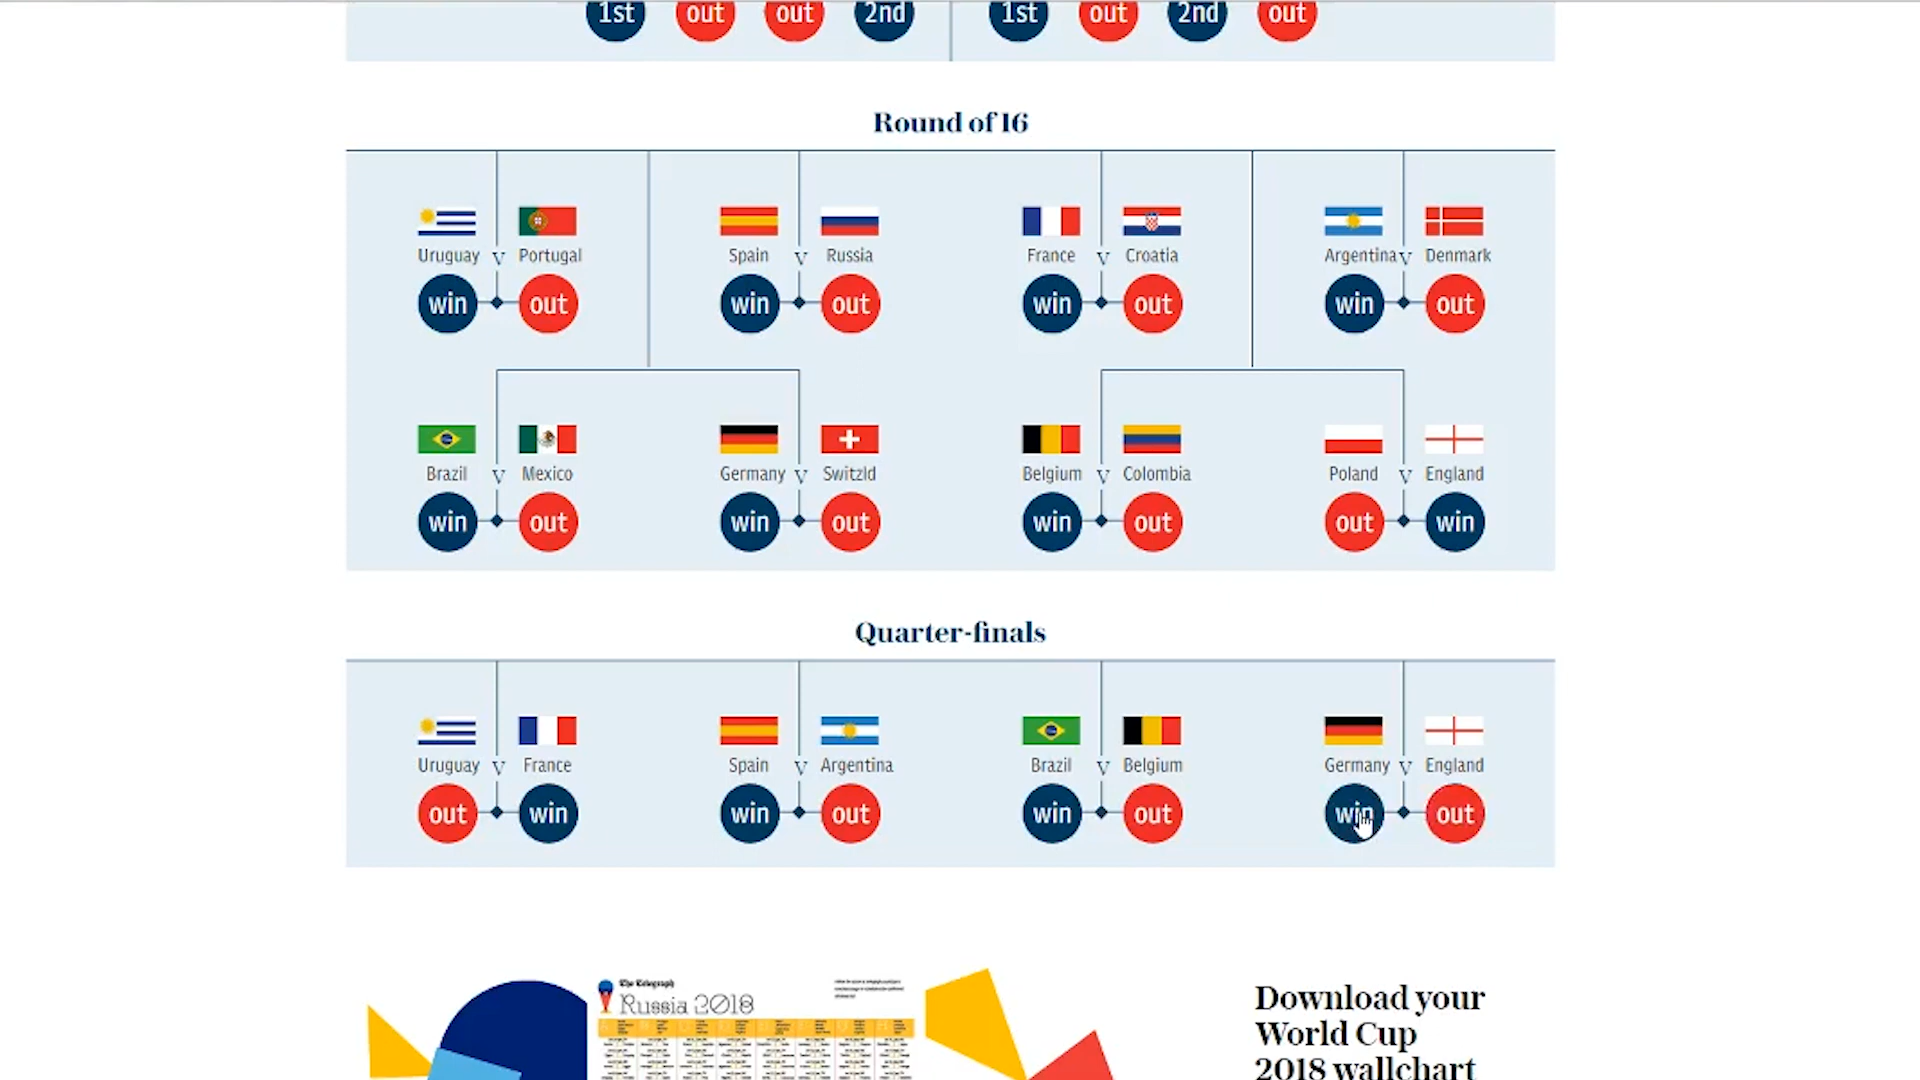 1st out out 2nd 1st out 2nd out
Round of 16
Uruguay v Portugal Spain v Russia France v Croatia Argentina v Denmark
win out win out win out win out
Brazil v Mexico Germany v Switzld Belgium v Colombia Poland v England
win out win out win out out win
Quarter-finals
Uruguay v France Spain v Argentina Brazil v Belgium Germany v England
out win win out win out win out
The Telegraph
Russia 2018
Download your
World Cup
2018 wallchart